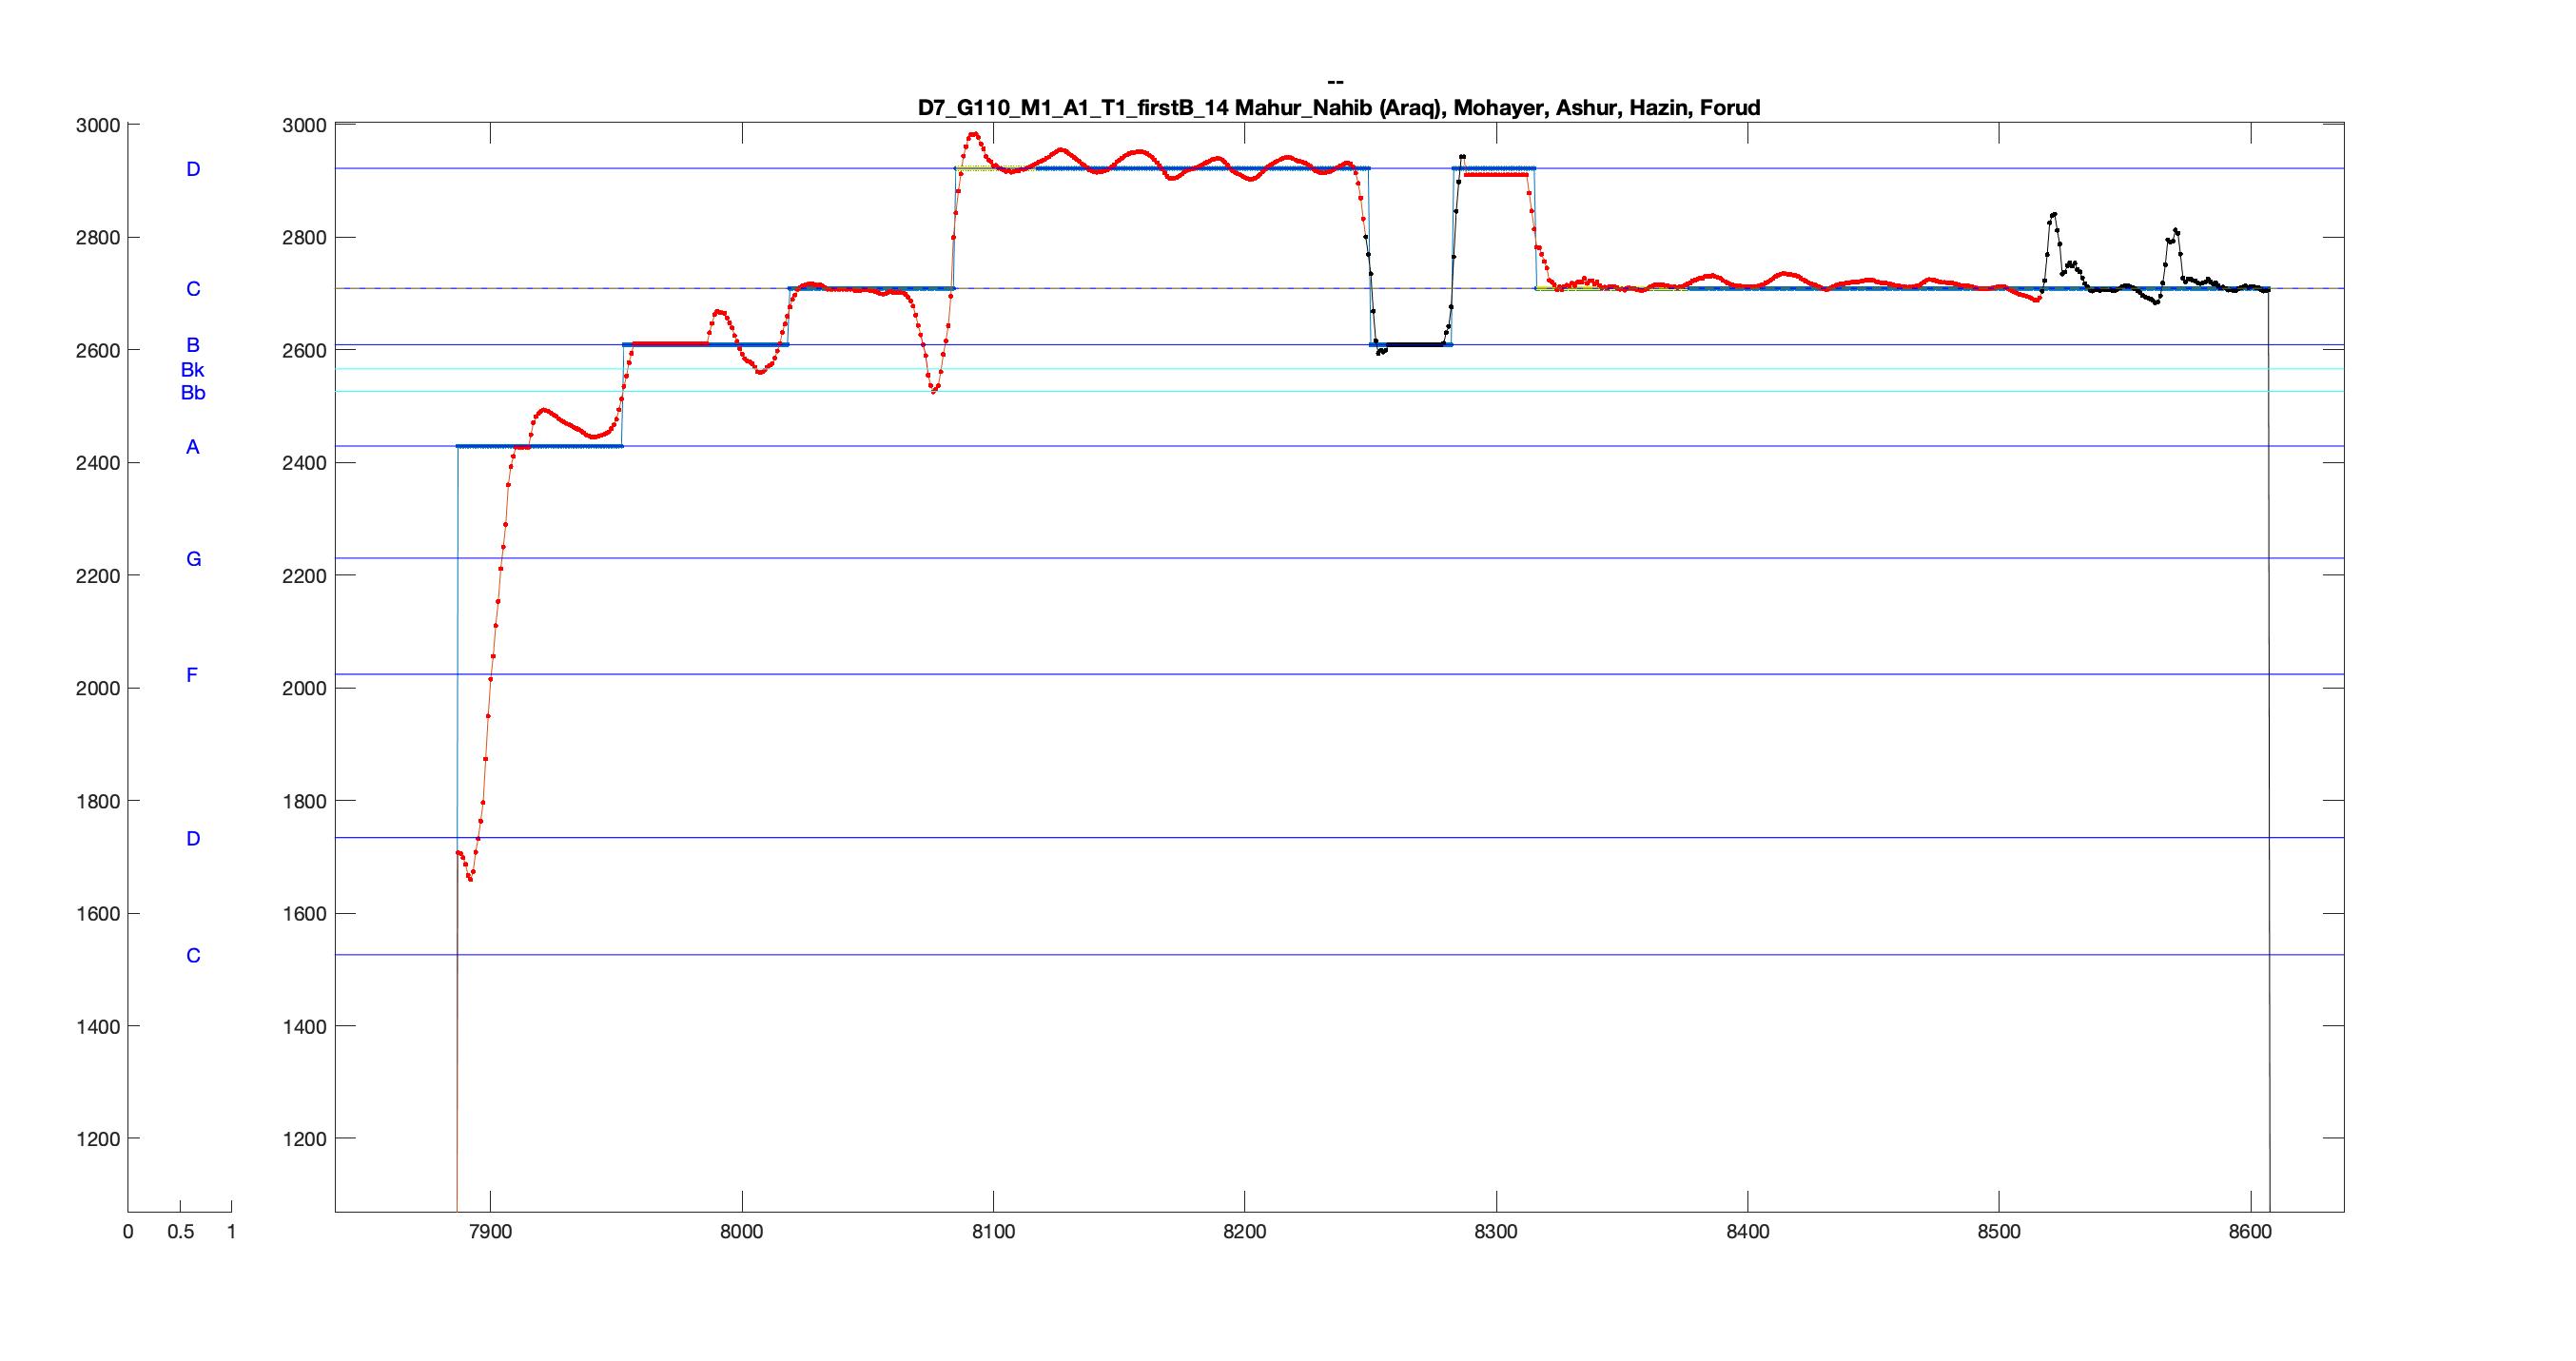 --
D7_G110_M1_A1_T1_firstB_14 Mahur_Nahib (Araq), Mohayer, Ashur, Hazin, Forud
3000 3000
D
2800 2800
C
2600 B 2600
Bk
Bb
A
2400 2400
G
2200 2200
F
2000 2000
D
1800 1800
1600 1600
C
1400 1400
1200 1200
0 0.5 1 7900 8000 8100 8200 8300 8400 8500 8600